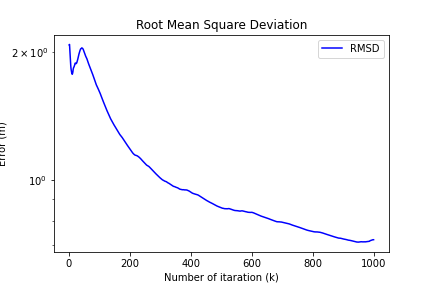 Root Mean Square Deviation
RMSD
2 × 10⁰
10⁰
Error (m)
0 200 400 600 800 1000
Number of itaration (k)